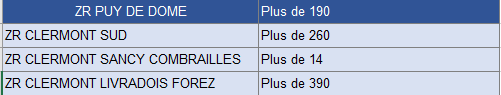 ZR PUY DE DOME Plus de 190
ZR CLERMONT SUD Plus de 260
ZR CLERMONT SANCY COMBRAILLES Plus de 14
ZR CLERMONT LIVRADOIS FOREZ Plus de 390